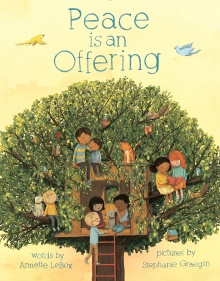 Peace
is an
Offering
words by
Annette LeBox
pictures by
Stephanie Graegin